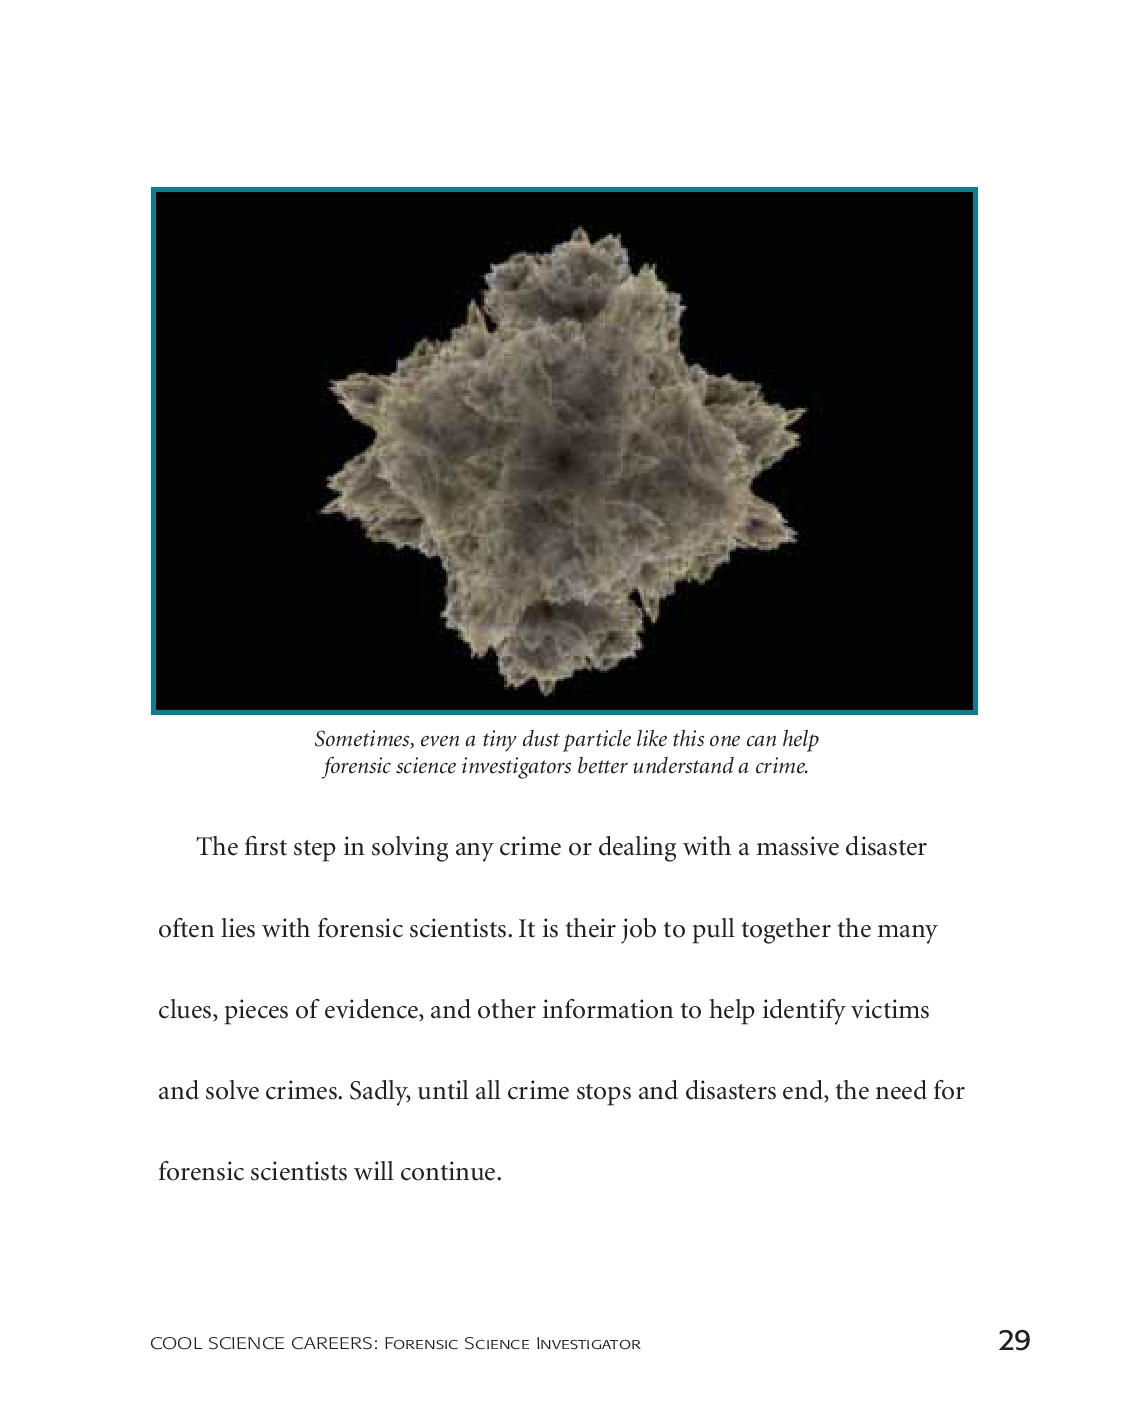 Sometimes, even a tiny dust particle like this one can help
forensic science investigators better understand a crime.
The first step in solving any crime or dealing with a massive disaster
often lies with forensic scientists. It is their job to pull together the many
clues, pieces of evidence, and other information to help identify victims
and solve crimes. Sadly, until all crime stops and disasters end, the need for
forensic scientists will continue.
COOL SCIENCE CAREERS: Forensic Science Investigator 29